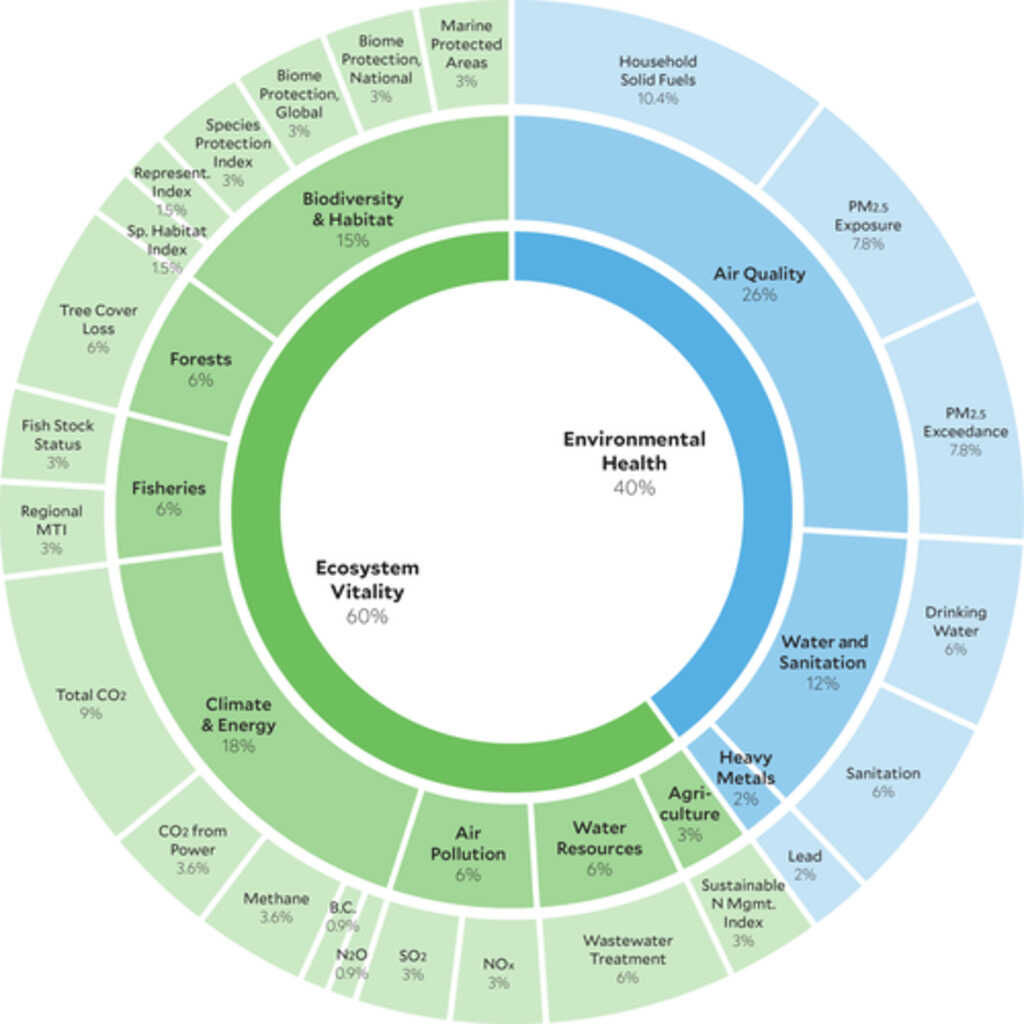 Marine
Protected
Areas
3%
Biome
Protection,
National
3%
Biome
Protection,
Global
3%
Species
Protection
Index
3%
Represent.
Index
1.5%
Sp. Habitat
Index
1.5%
Tree Cover
Loss
6%
Fish Stock
Status
3%
Regional
MTI
3%
Total CO2
9%
CO2 from
Power
3.6%
Methane
3.6%
B.C.
0.9%
N2O
0.9%
SO2
3%
NOx
3%
Wastewater
Treatment
6%
Sustainable
N Mgmt.
Index
3%
Lead
2%
Sanitation
6%
Drinking
Water
6%
PM2.5
Exceedance
7.8%
PM2.5
Exposure
7.8%
Household
Solid Fuels
10.4%
Biodiversity
& Habitat
15%
Forests
6%
Fisheries
6%
Climate
& Energy
18%
Air
Pollution
6%
Water
Resources
6%
Agri-
culture
3%
Heavy
Metals
2%
Water and
Sanitation
12%
Air Quality
26%
Environmental
Health
40%
Ecosystem
Vitality
60%